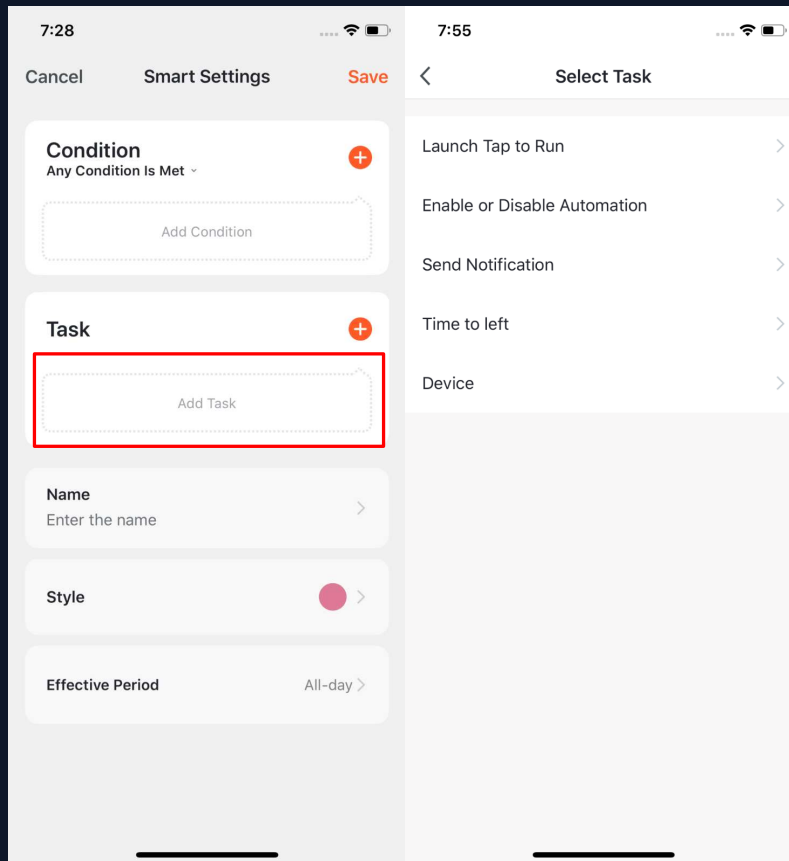 7:28
Cancel
Smart Settings
Save
Condition
Any Condition Is Met
Add Condition
Task
Add Task
Name
Enter the name
Style
Effective Period
All-day
7:55
Select Task
Launch Tap to Run
Enable or Disable Automation
Send Notification
Time to left
Device